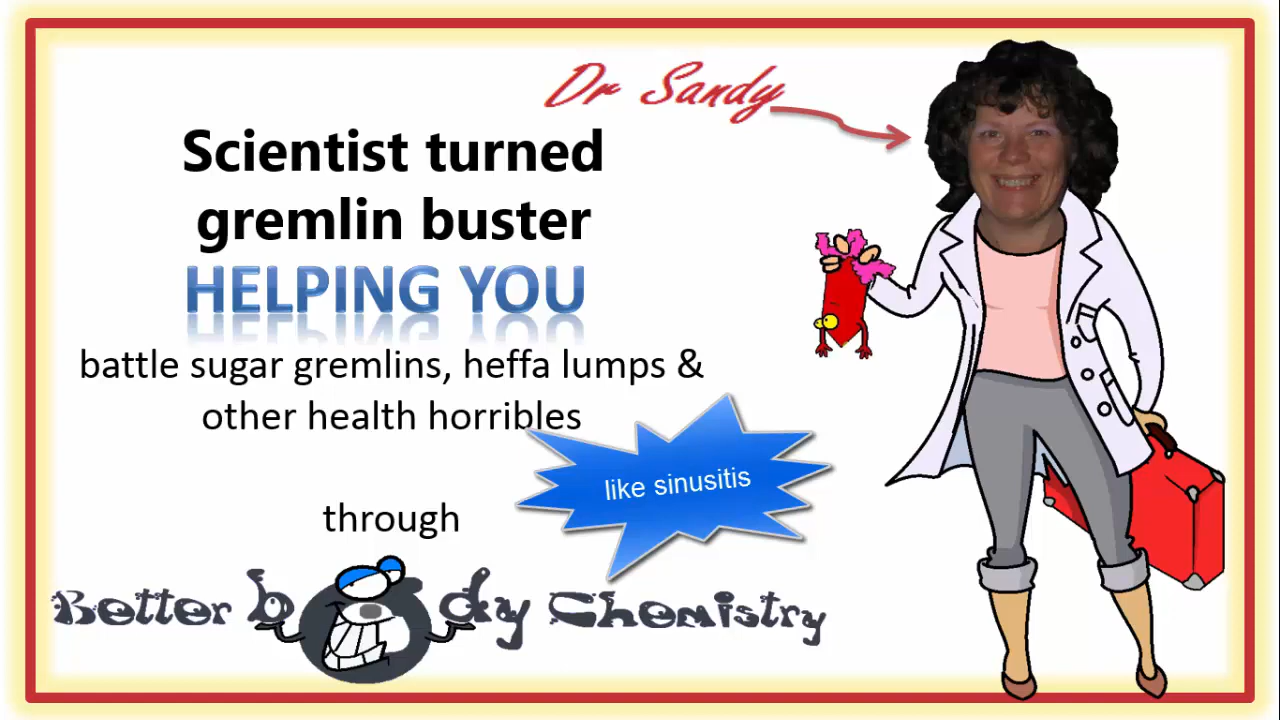 Dr Sandy
Scientist turned
gremlin buster
HELPING YOU
battle sugar gremlins, heffa lumps &
other health horribles
like sinusitis
through
Better body Chemistry